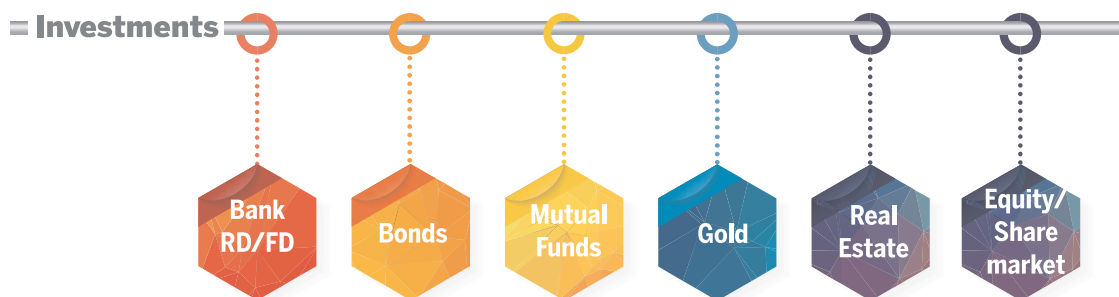 Investments
Bank
RD/FD
Bonds
Mutual
Funds
Gold
Real
Estate
Equity/
Share
market